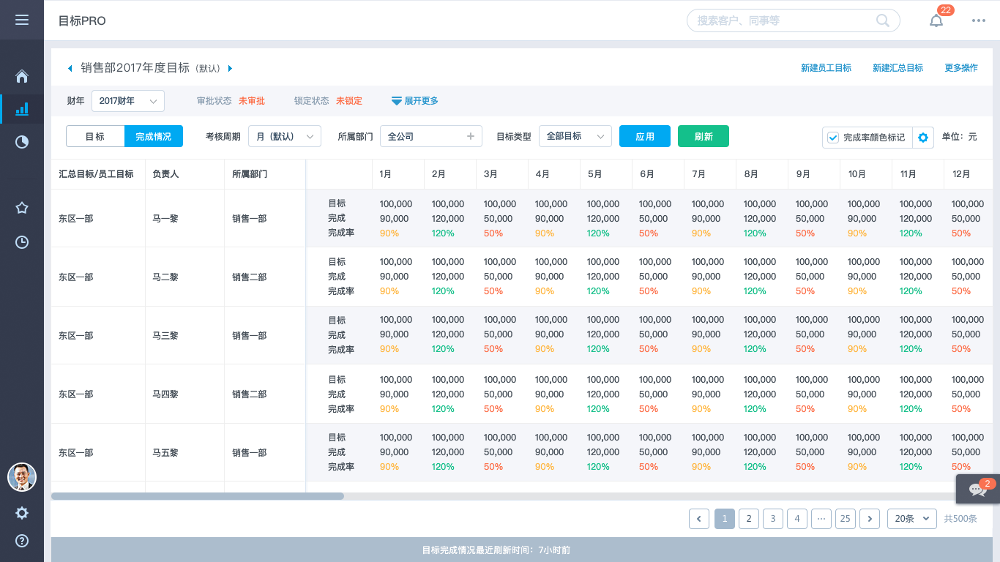 目标PRO
搜索客户、同事等
22
销售部2017年度目标（默认）
新建员工目标 新建汇总目标 更多操作
财年 2017财年 审批状态 未审批 锁定状态 未锁定 展开更多
目标 完成情况 考核周期 月（默认） 所属部门 全公司 目标类型 全部目标 应用 刷新 完成率颜色标记 单位：元
汇总目标/员工目标 负责人 所属部门 1月 2月 3月 4月 5月 6月 7月 8月 9月 10月 11月 12月
目标 100,000 100,000 100,000 100,000 100,000 100,000 100,000 100,000 100,000 100,000 100,000 100,000
东区一部 马一黎 销售一部 完成 90,000 120,000 50,000 90,000 120,000 50,000 90,000 120,000 50,000 90,000 120,000 50,000
完成率 90% 120% 50% 90% 120% 50% 90% 120% 50% 90% 120% 50%
目标 100,000 100,000 100,000 100,000 100,000 100,000 100,000 100,000 100,000 100,000 100,000 100,000
东区一部 马二黎 销售二部 完成 90,000 120,000 50,000 90,000 120,000 50,000 90,000 120,000 50,000 90,000 120,000 50,000
完成率 90% 120% 50% 90% 120% 50% 90% 120% 50% 90% 120% 50%
目标 100,000 100,000 100,000 100,000 100,000 100,000 100,000 100,000 100,000 100,000 100,000 100,000
东区一部 马三黎 销售一部 完成 90,000 120,000 50,000 90,000 120,000 50,000 90,000 120,000 50,000 90,000 120,000 50,000
完成率 90% 120% 50% 90% 120% 50% 90% 120% 50% 90% 120% 50%
目标 100,000 100,000 100,000 100,000 100,000 100,000 100,000 100,000 100,000 100,000 100,000 100,000
东区一部 马四黎 销售二部 完成 90,000 120,000 50,000 90,000 120,000 50,000 90,000 120,000 50,000 90,000 120,000 50,000
完成率 90% 120% 50% 90% 120% 50% 90% 120% 50% 90% 120% 50%
目标 100,000 100,000 100,000 100,000 100,000 100,000 100,000 100,000 100,000 100,000 100,000 100,000
东区一部 马五黎 销售一部 完成 90,000 120,000 50,000 90,000 120,000 50,000 90,000 120,000 50,000 90,000 120,000 50,000
完成率 90% 120% 50% 90% 120% 50% 90% 120% 50% 90% 120% 50%
2
1 2 3 4 ··· 25 20条 共500条
目标完成情况最近刷新时间：7小时前